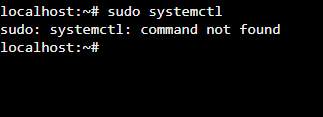 localhost:~# sudo systemctl
sudo: systemctl: command not found
localhost:~#